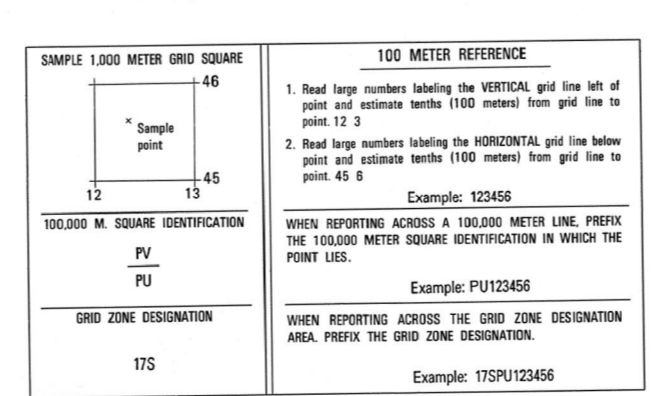 SAMPLE 1,000 METER GRID SQUARE
46
× Sample
point
45
12 13
100,000 M. SQUARE IDENTIFICATION
PV
PU
GRID ZONE DESIGNATION
17S
100 METER REFERENCE
1. Read large numbers labeling the VERTICAL grid line left of
point and estimate tenths (100 meters) from grid line to
point. 12 3
2. Read large numbers labeling the HORIZONTAL grid line below
point and estimate tenths (100 meters) from grid line to
point. 45 6
Example: 123456
WHEN REPORTING ACROSS A 100,000 METER LINE, PREFIX
THE 100,000 METER SQUARE IDENTIFICATION IN WHICH THE
POINT LIES.
Example: PU123456
WHEN REPORTING ACROSS THE GRID ZONE DESIGNATION
AREA. PREFIX THE GRID ZONE DESIGNATION.
Example: 17SPU123456